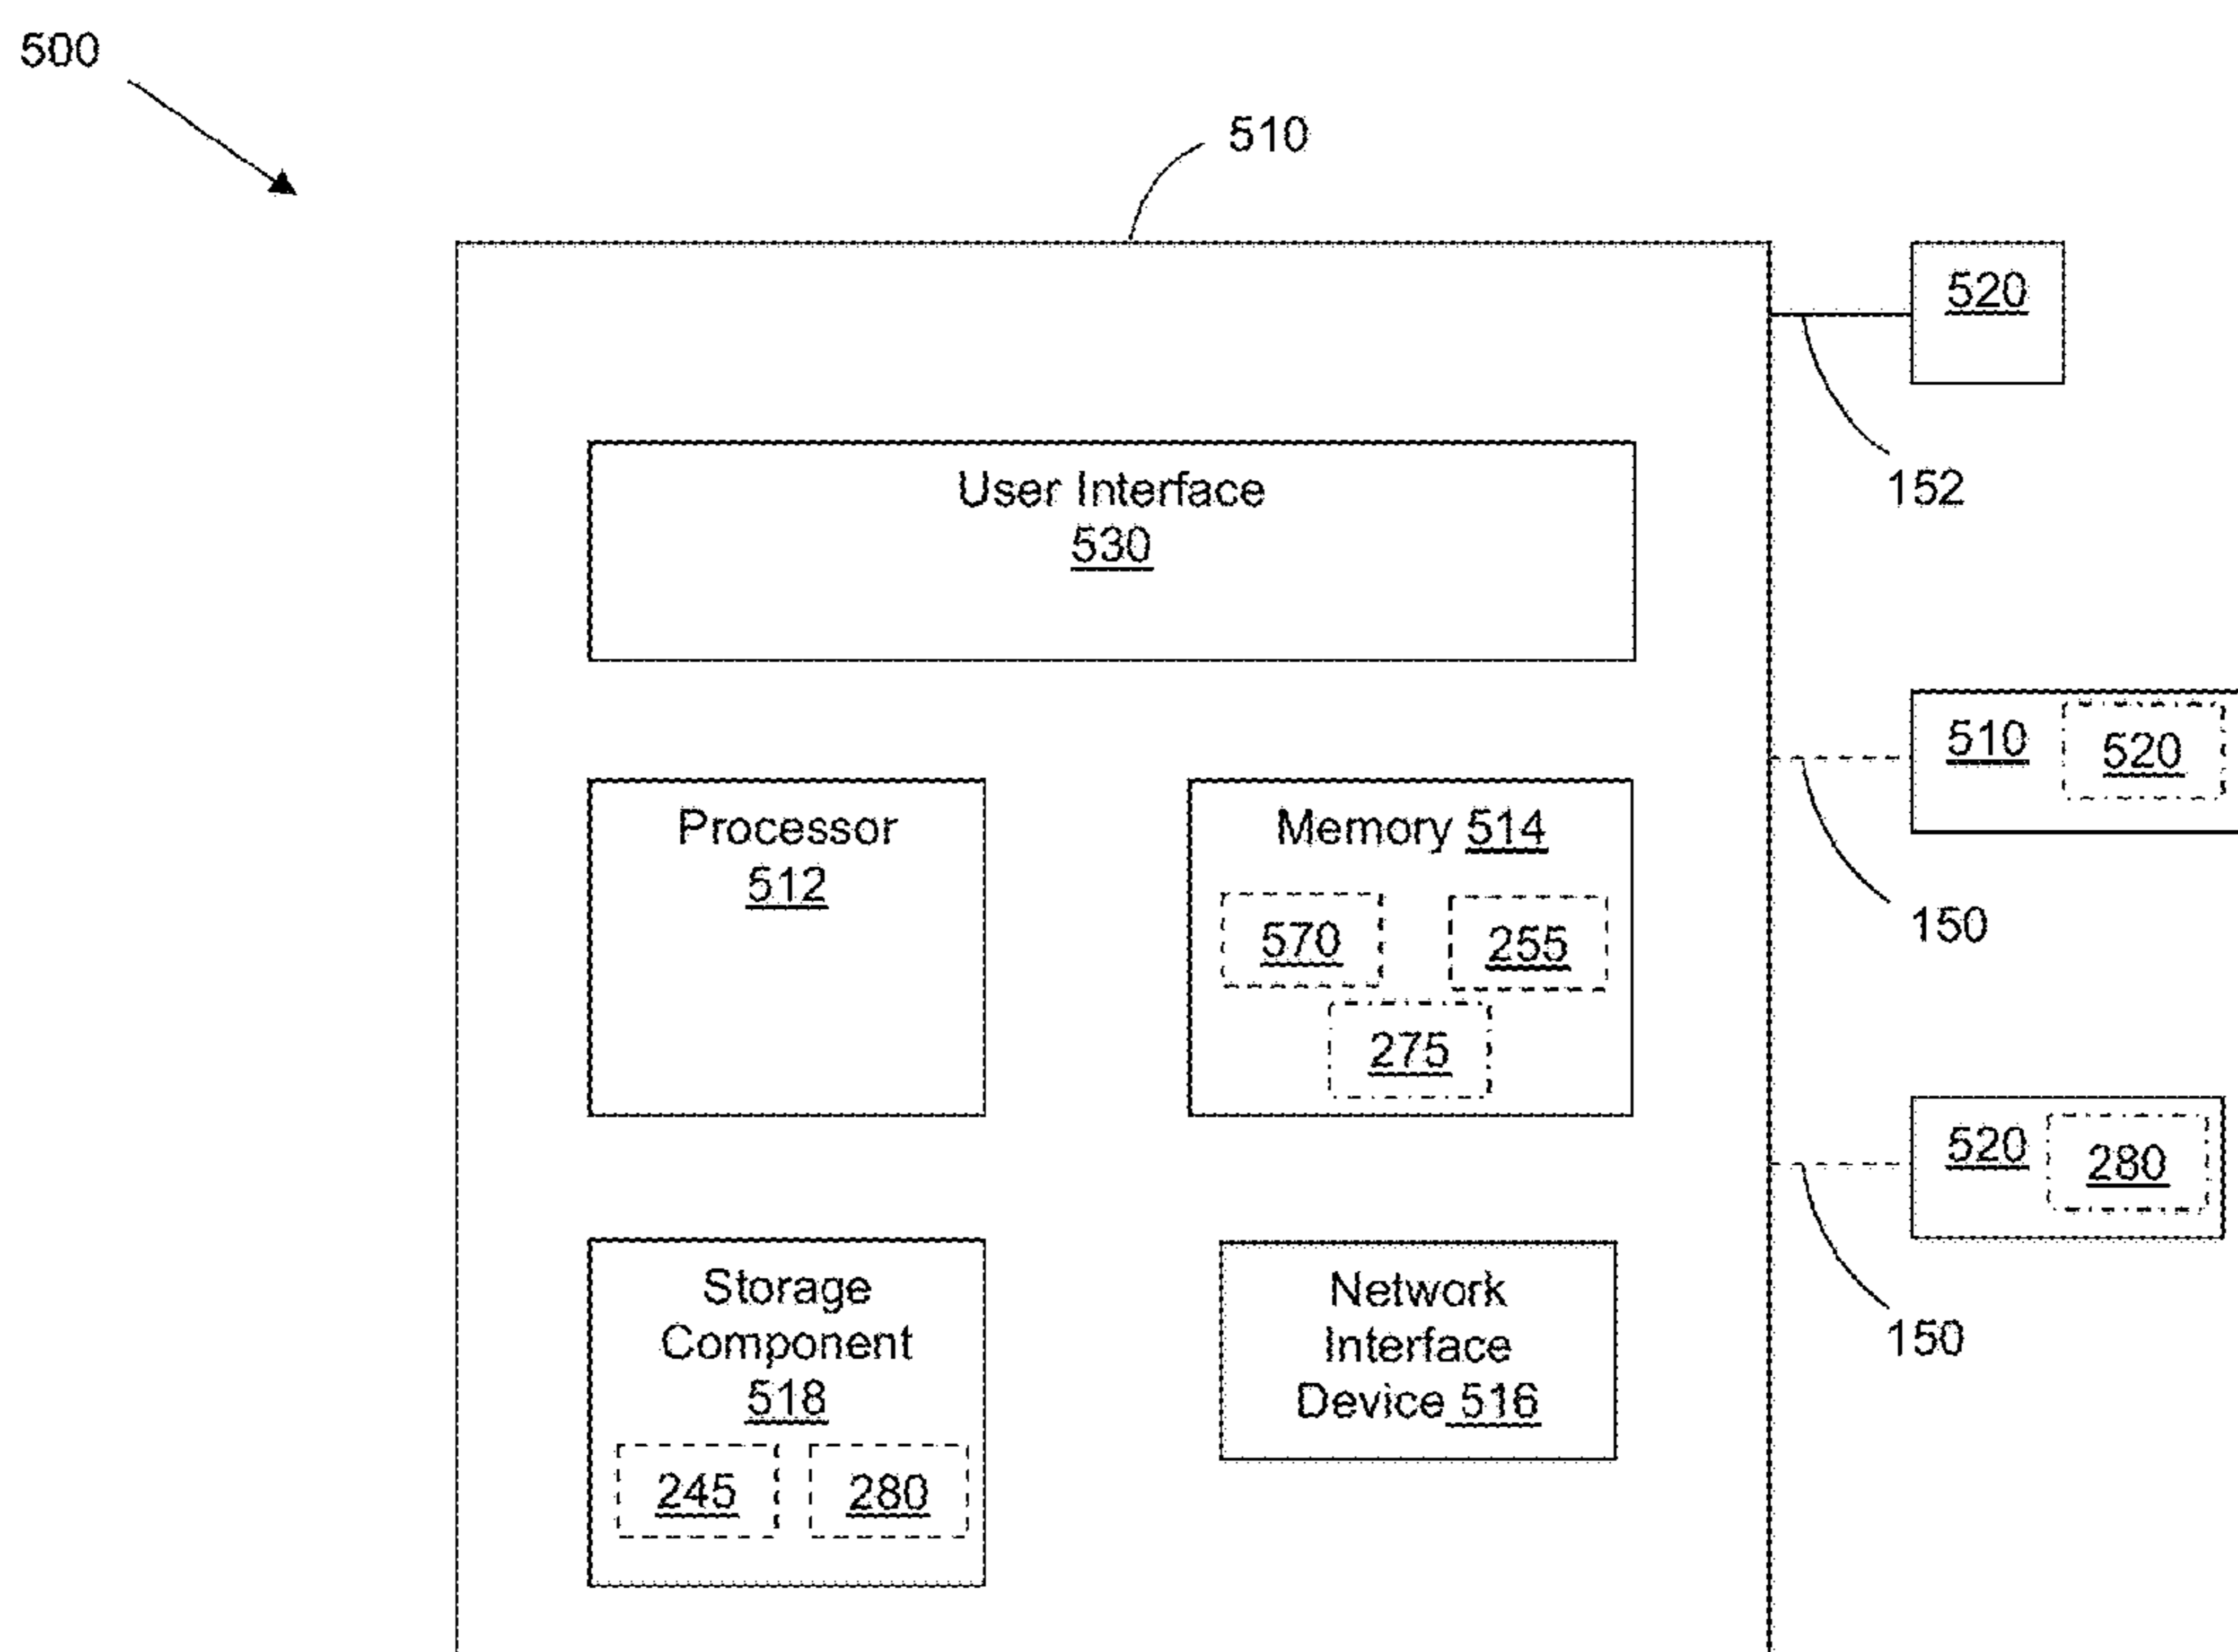 500
510
520
152
User Interface
530
510 520
150
Processor
512
Memory 514
570 255
275
520 280
150
Storage
Component
518
245 280
Network
Interface
Device 516